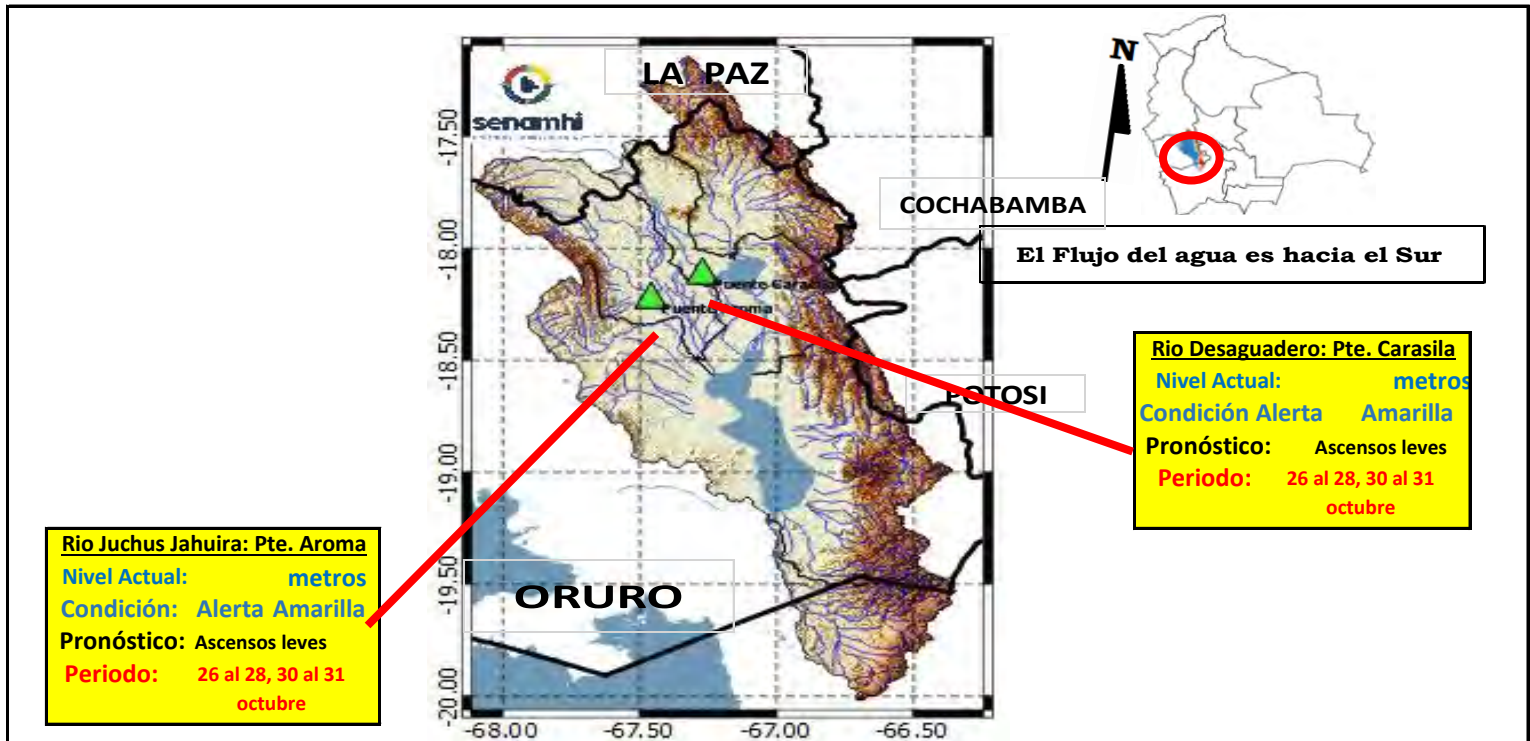 LA PAZ
senamhi
N
COCHABAMBA
El Flujo del agua es hacia el Sur
Puente
Puente
POTOSI
ORURO
-17.50
-18.00
-18.50
-19.00
-19.50
-20.00
-68.00 -67.50 -67.00 -66.50
Rio Desaguadero: Pte. Carasila
Nivel Actual: metros
Condición Alerta Amarilla
Pronóstico: Ascensos leves
Periodo: 26 al 28, 30 al 31
octubre
Rio Juchus Jahuira: Pte. Aroma
Nivel Actual: metros
Condición: Alerta Amarilla
Pronóstico: Ascensos leves
Periodo: 26 al 28, 30 al 31
octubre